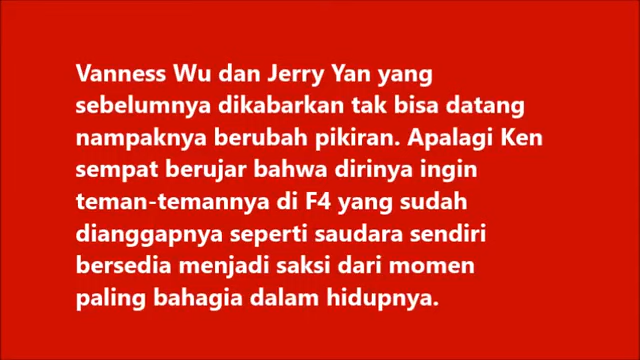 Vanness Wu dan Jerry Yan yang
sebelumnya dikabarkan tak bisa datang
nampaknya berubah pikiran. Apalagi Ken
sempat berujar bahwa dirinya ingin
teman-temannya di F4 yang sudah
dianggapnya seperti saudara sendiri
bersedia menjadi saksi dari momen
paling bahagia dalam hidupnya.